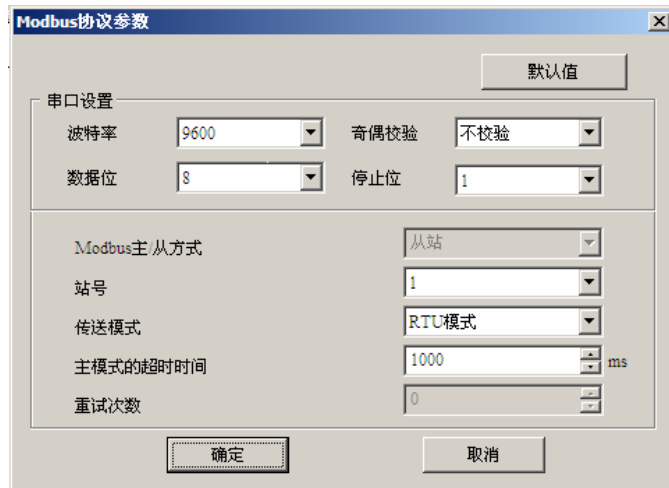 Modbus协议参数
默认值
串口设置
波特率 9600 奇偶校验 不校验
数据位 8 停止位 1
Modbus主/从方式 从站
站号 1
传送模式 RTU模式
主模式的超时时间 1000 ms
重试次数 0
确定 取消